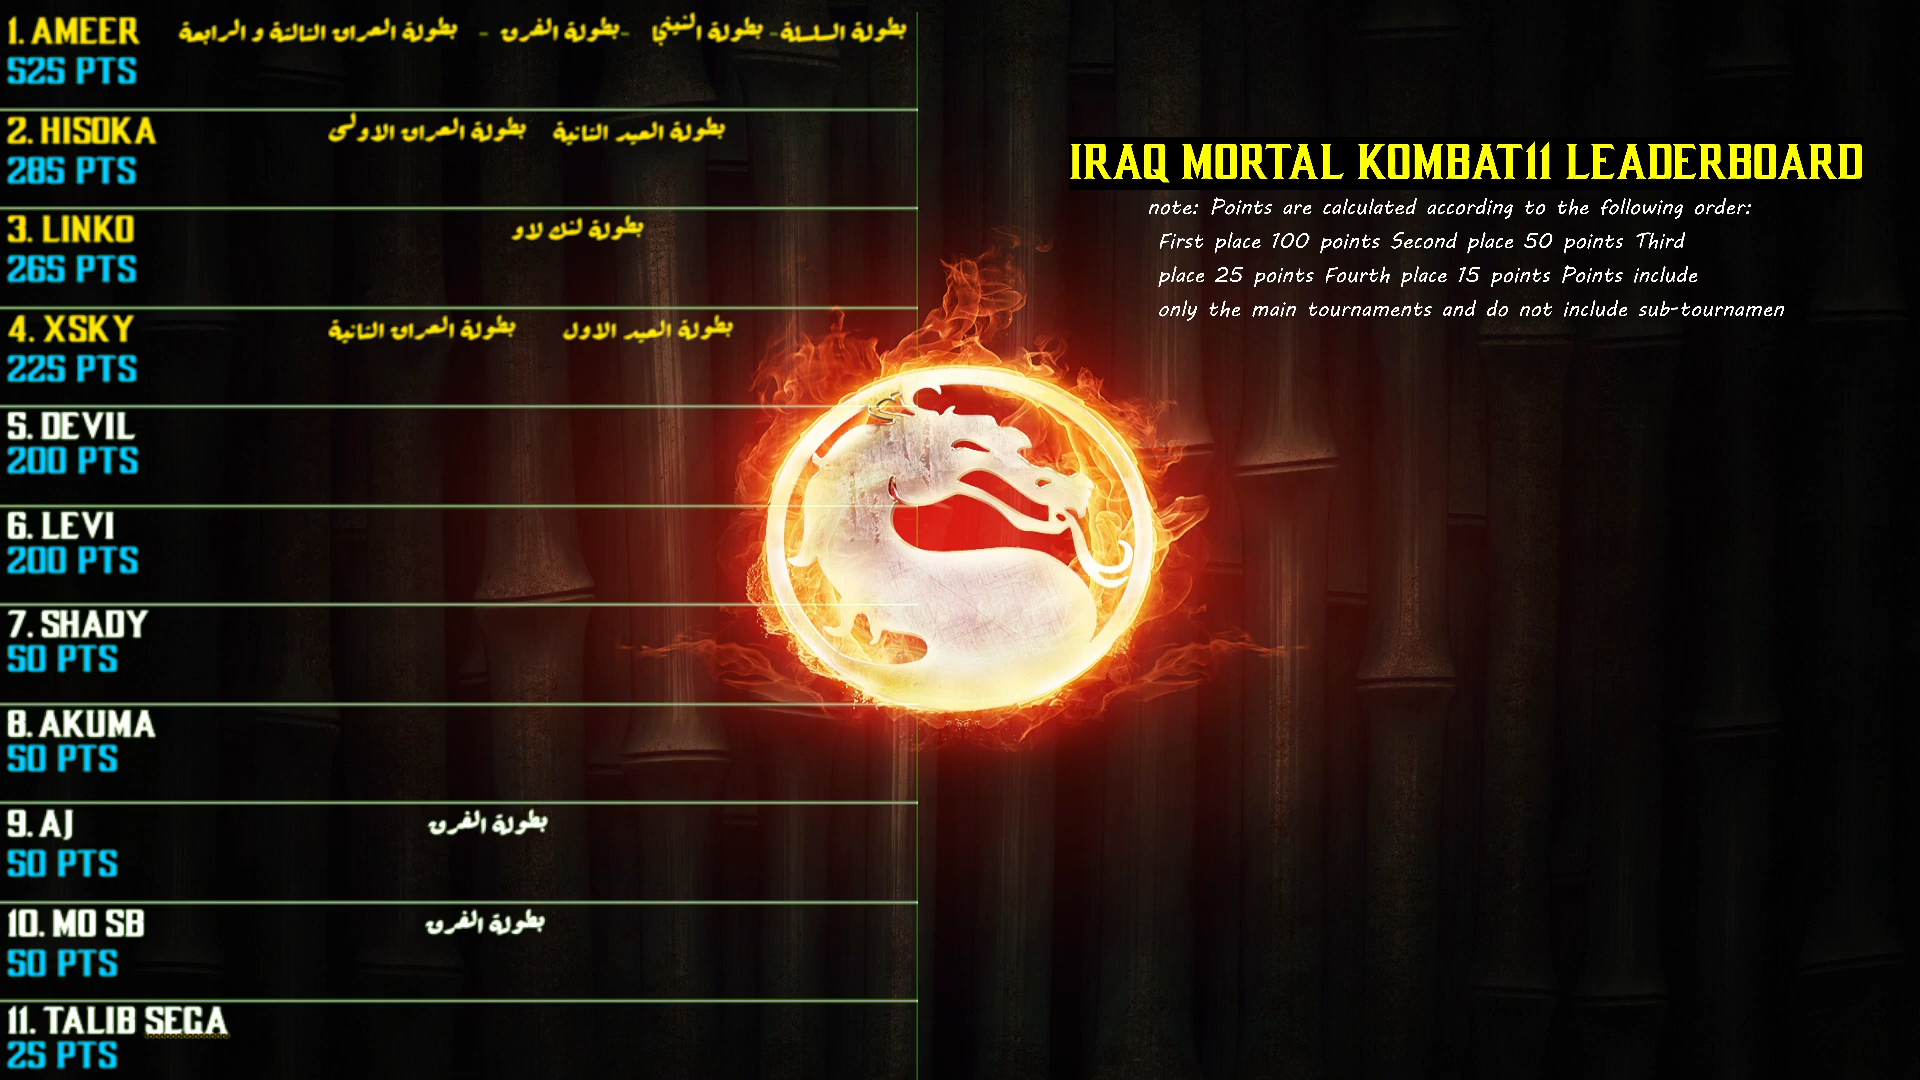 1. AMEER بطولة السلسلة- بطولة النينجا -بطولة الفرق - بطولة العراق الثالثة و الرابعة
525 PTS
2. HISOKA بطولة العيد الثانية بطولة العراق الاولى
285 PTS
3. LINKO بطولة لنك لاو
265 PTS
4. XSKY بطولة العيد الاول بطولة العراق الثانية
225 PTS
5. DEVIL
200 PTS
6. LEVI
200 PTS
7. SHADY
50 PTS
8. AKUMA
50 PTS
9. AJ بطولة الفرق
50 PTS
10. MO SB بطولة الفرق
50 PTS
11. TALIB SEGA
25 PTS
IRAQ MORTAL KOMBAT11 LEADERBOARD
note: Points are calculated according to the following order:
First place 100 points Second place 50 points Third
place 25 points Fourth place 15 points Points include
only the main tournaments and do not include sub-tournamen